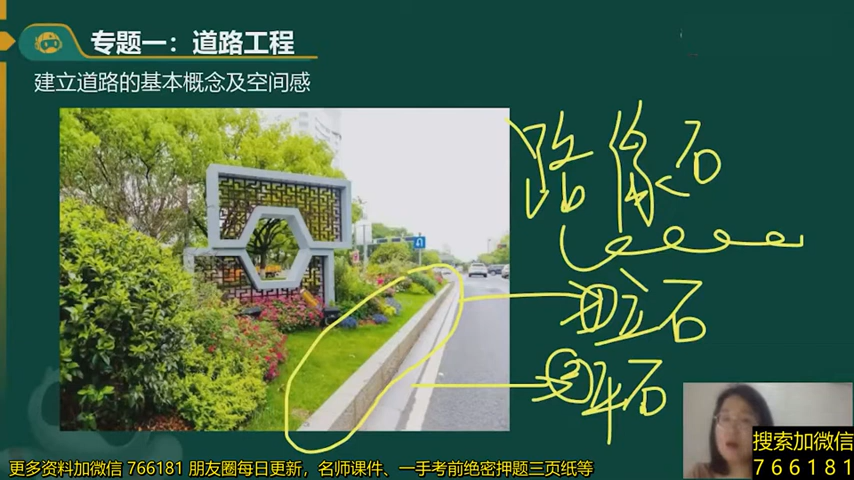 专题一：道路工程
建立道路的基本概念及空间感
路缘石
立石
平石
搜索加微信
766181
更多资料加微信 766181 朋友圈每日更新，名师课件、一手考前绝密押题三页纸等